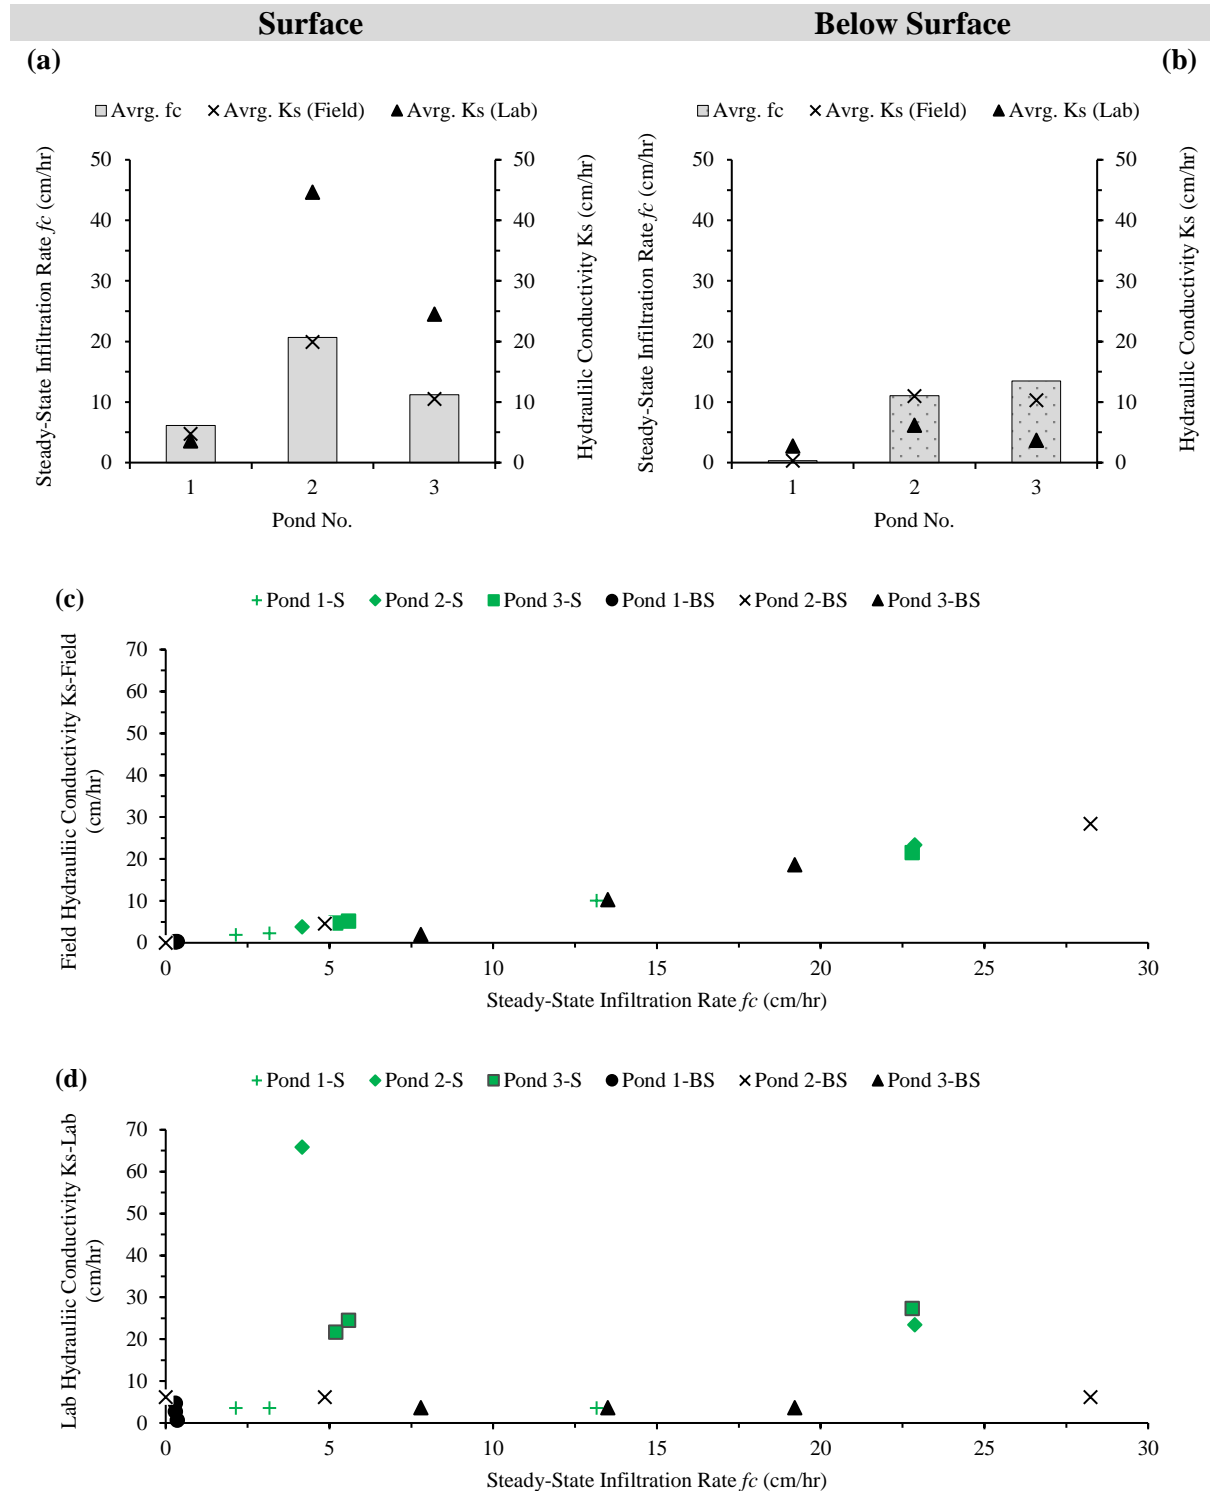 Surface Below Surface
(a) (b)
Avrg. fc Avrg. Ks (Field) Avrg. Ks (Lab)
Steady-State Infiltration Rate fc (cm/hr)
50
40
30
20
10
0
50
40
30
20
10
0
Hydraulilc Conductivity Ks (cm/hr)
1 2 3
Pond No.
Avrg. fc Avrg. Ks (Field) Avrg. Ks (Lab)
Steady-State Infiltration Rate fc (cm/hr)
50
40
30
20
10
0
50
40
30
20
10
0
Hydraulilc Conductivity Ks (cm/hr)
1 2 3
Pond No.
(c)
Pond 1-S Pond 2-S Pond 3-S Pond 1-BS Pond 2-BS Pond 3-BS
Field Hydrauliic Conductivity Ks-Field
(cm/hr)
70
60
50
40
30
20
10
0
0 5 10 15 20 25 30
Steady-State Infiltration Rate fc (cm/hr)
(d)
Pond 1-S Pond 2-S Pond 3-S Pond 1-BS Pond 2-BS Pond 3-BS
Lab Hydrauliic Conductivity Ks-Lab
(cm/hr)
70
60
50
40
30
20
10
0
0 5 10 15 20 25 30
Steady-State Infiltration Rate fc (cm/hr)